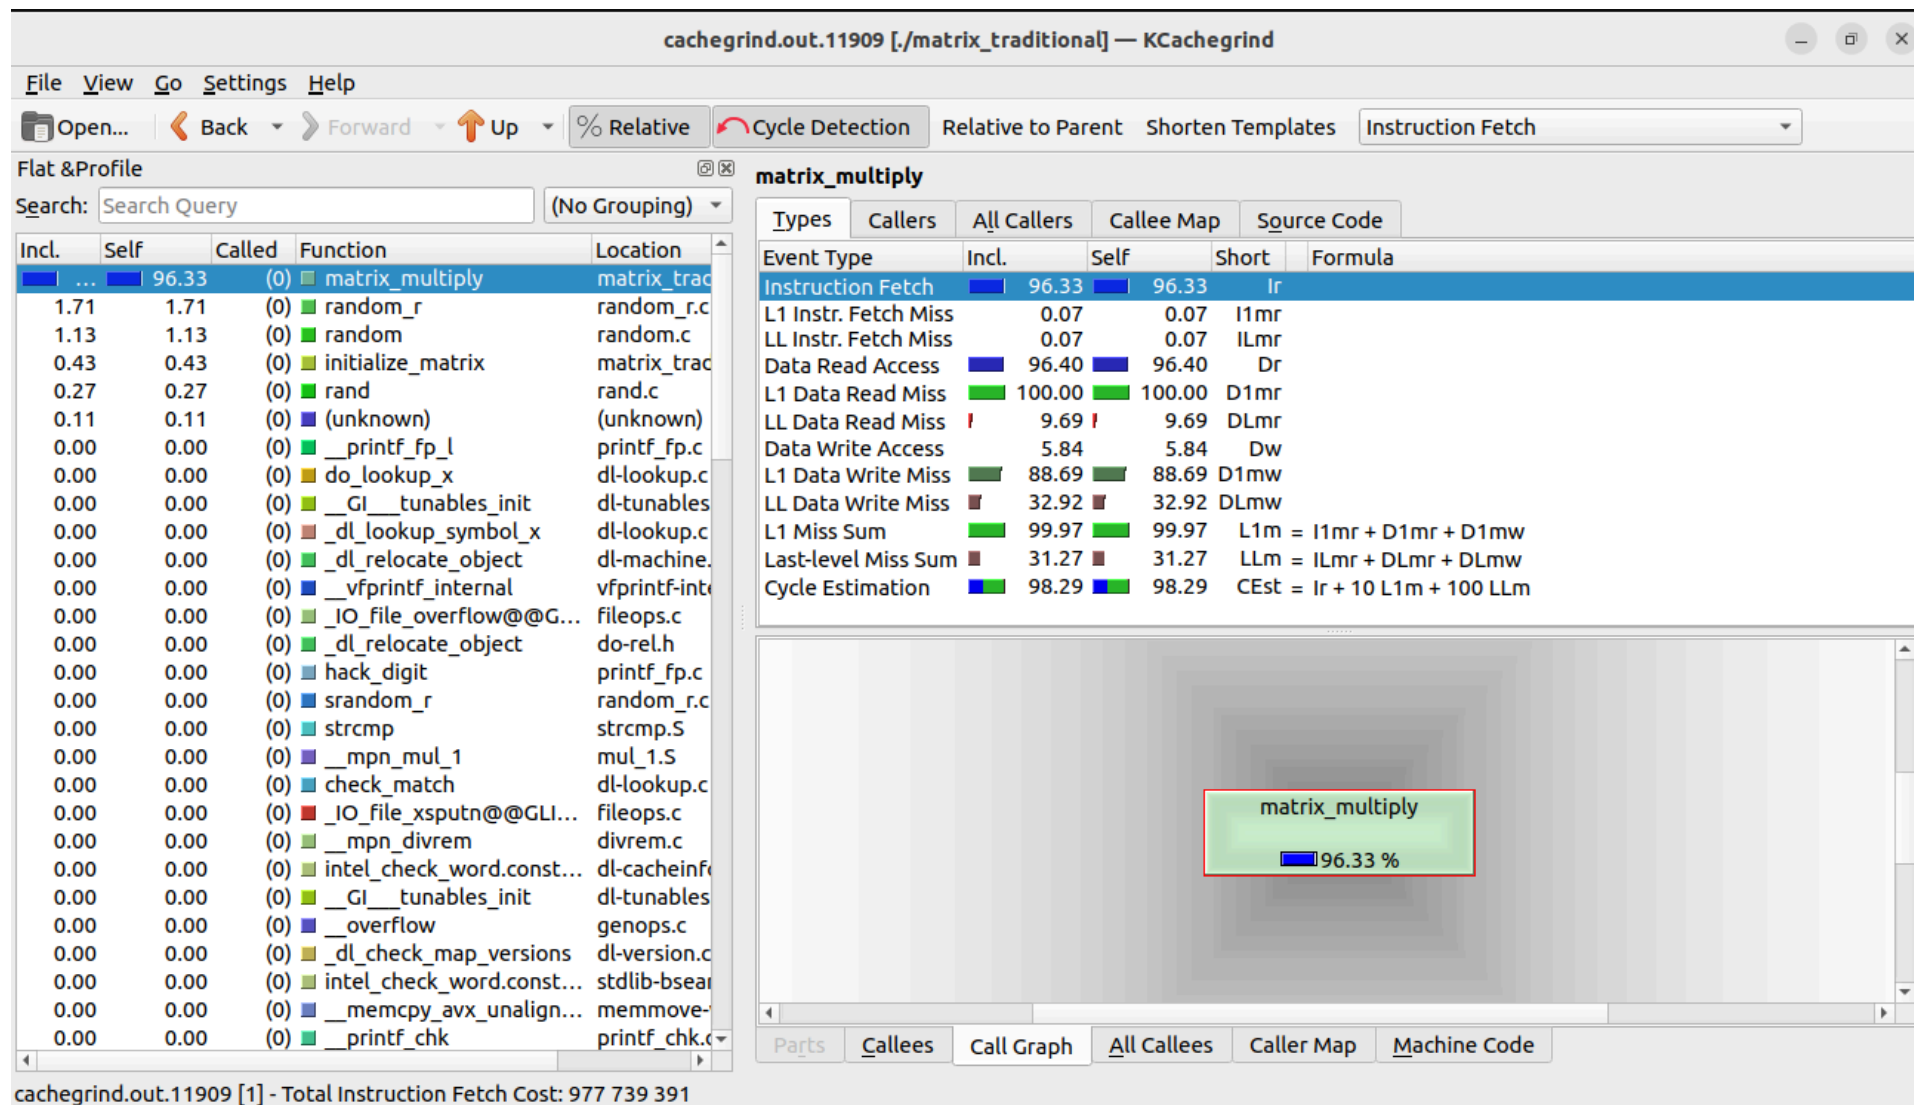 cachegrind.out.11909 [./matrix_traditional] — KCachegrind
File View Go Settings Help
Open... Back Forward Up % Relative Cycle Detection Relative to Parent Shorten Templates Instruction Fetch
Flat &Profile
Search: Search Query (No Grouping)
Incl. Self Called Function Location
... 96.33 (0) matrix_multiply matrix_trad
1.71 1.71 (0) random_r random_r.c
1.13 1.13 (0) random random.c
0.43 0.43 (0) initialize_matrix matrix_trad
0.27 0.27 (0) rand rand.c
0.11 0.11 (0) (unknown) (unknown)
0.00 0.00 (0) __printf_fp_l printf_fp.c
0.00 0.00 (0) do_lookup_x dl-lookup.c
0.00 0.00 (0) __GI___tunables_init dl-tunables
0.00 0.00 (0) _dl_lookup_symbol_x dl-lookup.c
0.00 0.00 (0) _dl_relocate_object dl-machine.
0.00 0.00 (0) __vfprintf_internal vfprintf-inte
0.00 0.00 (0) _IO_file_overflow@@G... fileops.c
0.00 0.00 (0) _dl_relocate_object do-rel.h
0.00 0.00 (0) hack_digit printf_fp.c
0.00 0.00 (0) srandom_r random_r.c
0.00 0.00 (0) strcmp strcmp.S
0.00 0.00 (0) __mpn_mul_1 mul_1.S
0.00 0.00 (0) check_match dl-lookup.c
0.00 0.00 (0) _IO_file_xsputn@@GLI... fileops.c
0.00 0.00 (0) __mpn_divrem divrem.c
0.00 0.00 (0) intel_check_word.const... dl-cacheinfo
0.00 0.00 (0) __GI___tunables_init dl-tunables
0.00 0.00 (0) __overflow genops.c
0.00 0.00 (0) _dl_check_map_versions dl-version.c
0.00 0.00 (0) intel_check_word.const... stdlib-bsear
0.00 0.00 (0) __memcpy_avx_unalign... memmove-
0.00 0.00 (0) __printf_chk printf_chk.c
matrix_multiply
Types Callers All Callers Callee Map Source Code
Event Type Incl. Self Short Formula
Instruction Fetch 96.33 96.33 Ir
L1 Instr. Fetch Miss 0.07 0.07 I1mr
LL Instr. Fetch Miss 0.07 0.07 ILmr
Data Read Access 96.40 96.40 Dr
L1 Data Read Miss 100.00 100.00 D1mr
LL Data Read Miss 9.69 9.69 DLmr
Data Write Access 5.84 5.84 Dw
L1 Data Write Miss 88.69 88.69 D1mw
LL Data Write Miss 32.92 32.92 DLmw
L1 Miss Sum 99.97 99.97 L1m = I1mr + D1mr + D1mw
Last-level Miss Sum 31.27 31.27 LLm = ILmr + DLmr + DLmw
Cycle Estimation 98.29 98.29 CEst = Ir + 10 L1m + 100 LLm
matrix_multiply
96.33 %
Parts Callees Call Graph All Callees Caller Map Machine Code
cachegrind.out.11909 [1] - Total Instruction Fetch Cost: 977 739 391